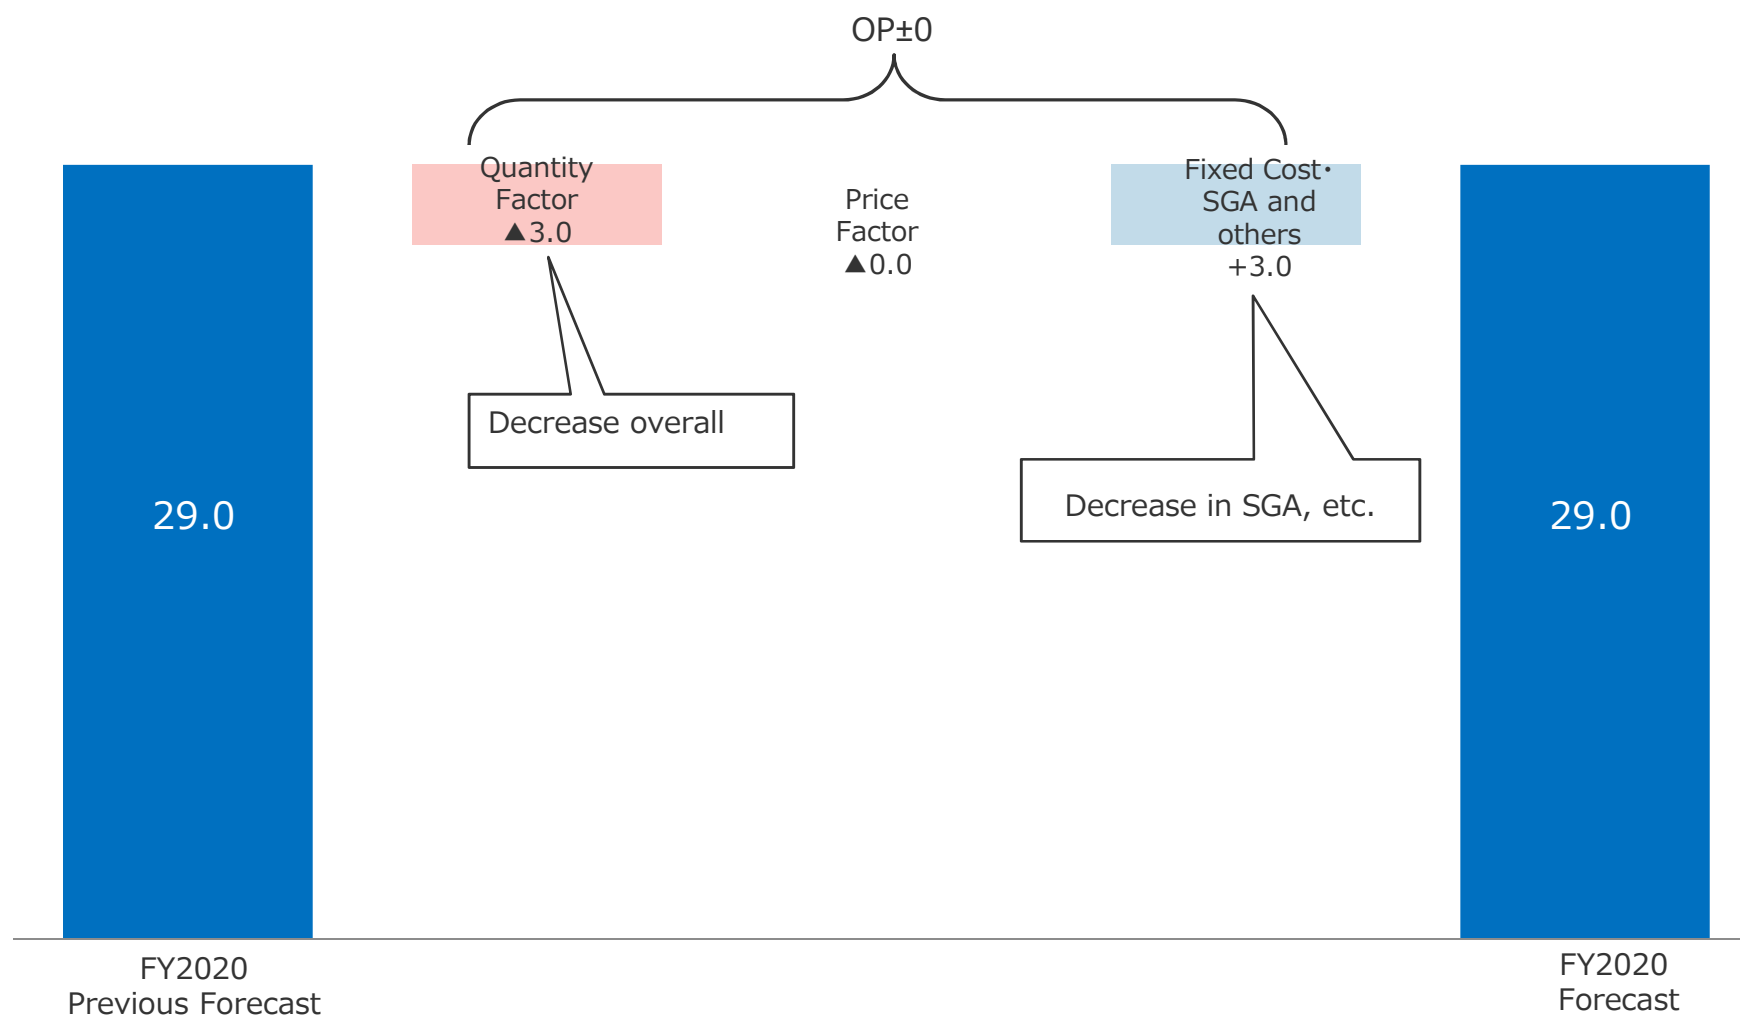 OP±0
Quantity
Factor
▲3.0
Price
Factor
▲0.0
Fixed Cost・
SGA and
others
+3.0
Decrease overall
Decrease in SGA, etc.
29.0
29.0
FY2020
Previous Forecast
FY2020
Forecast